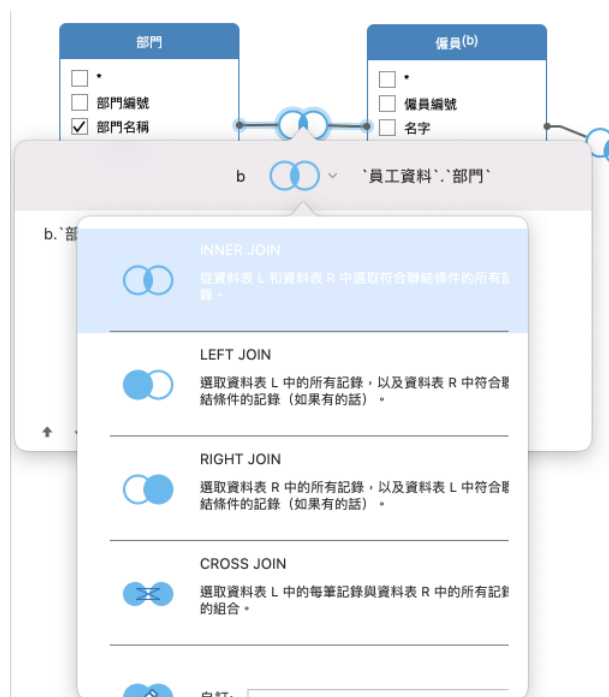 部門
僱員(b)
*
部門編號
部門名稱
*
僱員編號
名字
b
`員工資料`.`部門`
b.`部
INNER JOIN
從資料表 L 和資料表 R 中選取符合聯結條件的所有記
錄。
LEFT JOIN
選取資料表 L 中的所有記錄,以及資料表 R 中符合聯
結條件的記錄(如果有的話)。
RIGHT JOIN
選取資料表 R 中的所有記錄,以及資料表 L 中符合聯
結條件的記錄(如果有的話)。
CROSS JOIN
選取資料表 L 中的每筆記錄與資料表 R 中的所有記錄
的組合。
自訂: